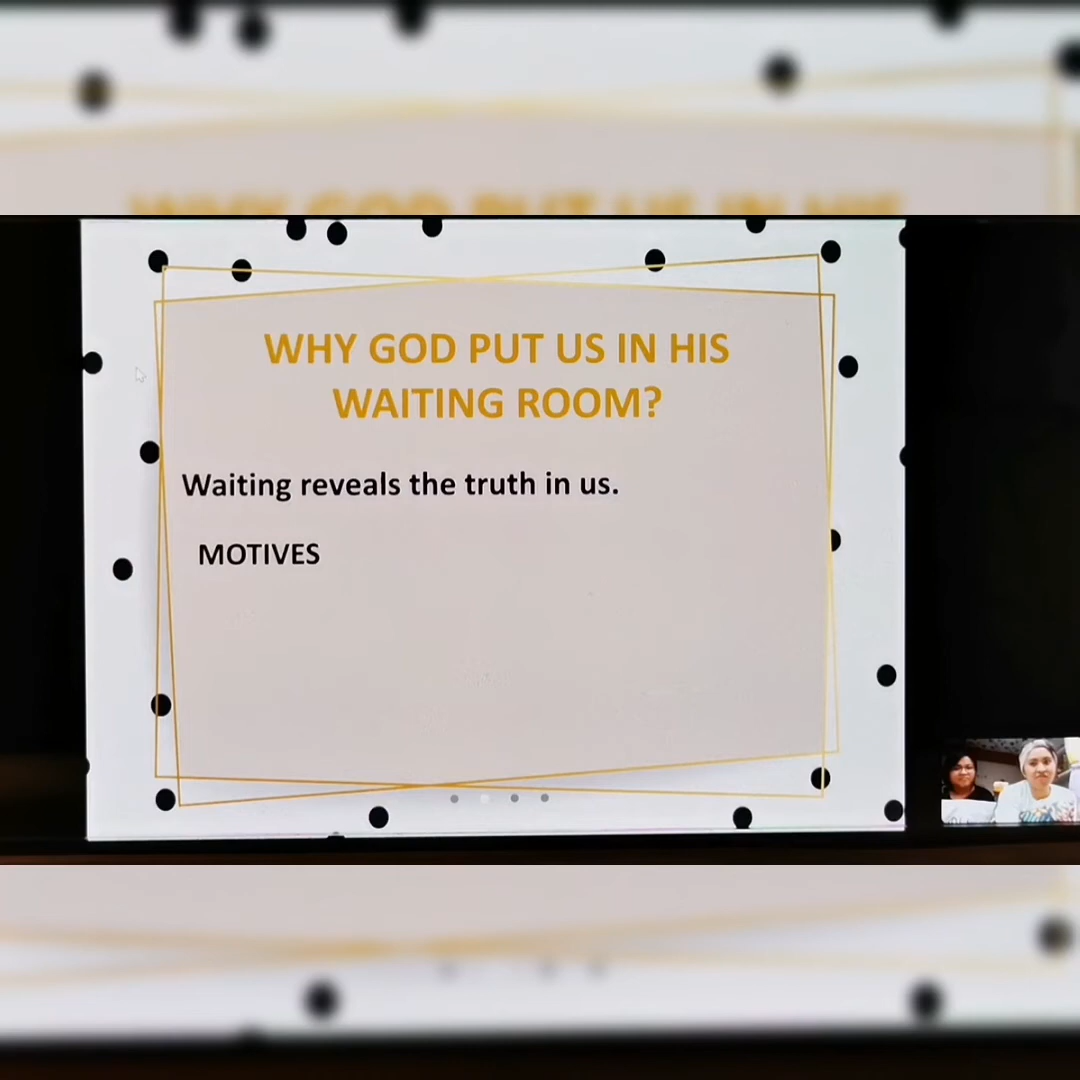 WHY GOD PUT US IN HIS
WAITING ROOM?
Waiting reveals the truth in us.
MOTIVES